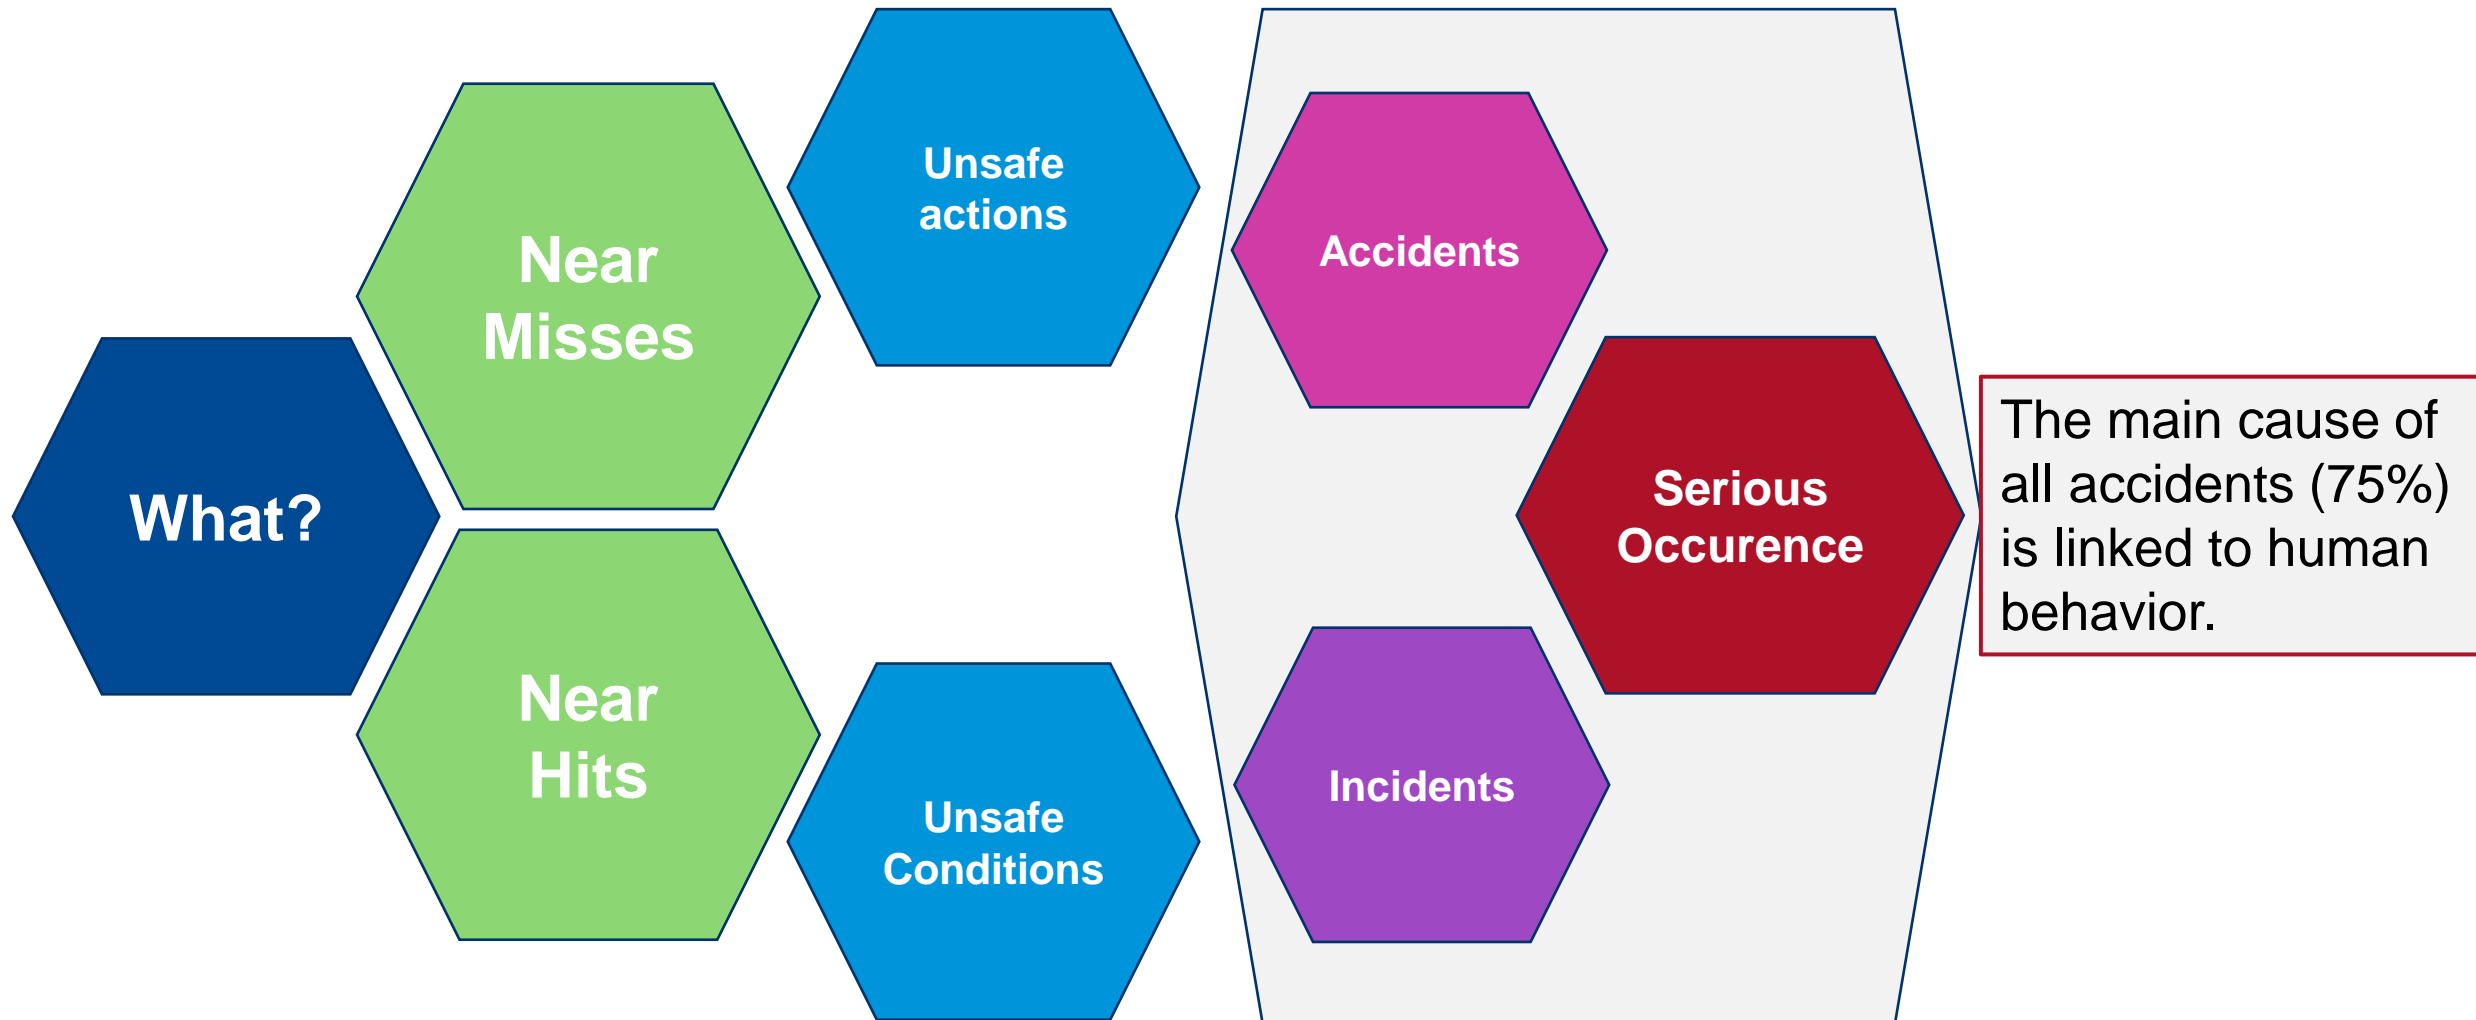 What?
Near
Misses
Near
Hits
Unsafe
actions
Unsafe
Conditions
Accidents
Incidents
Serious
Occurence
The main cause of
all accidents (75%)
is linked to human
behavior.